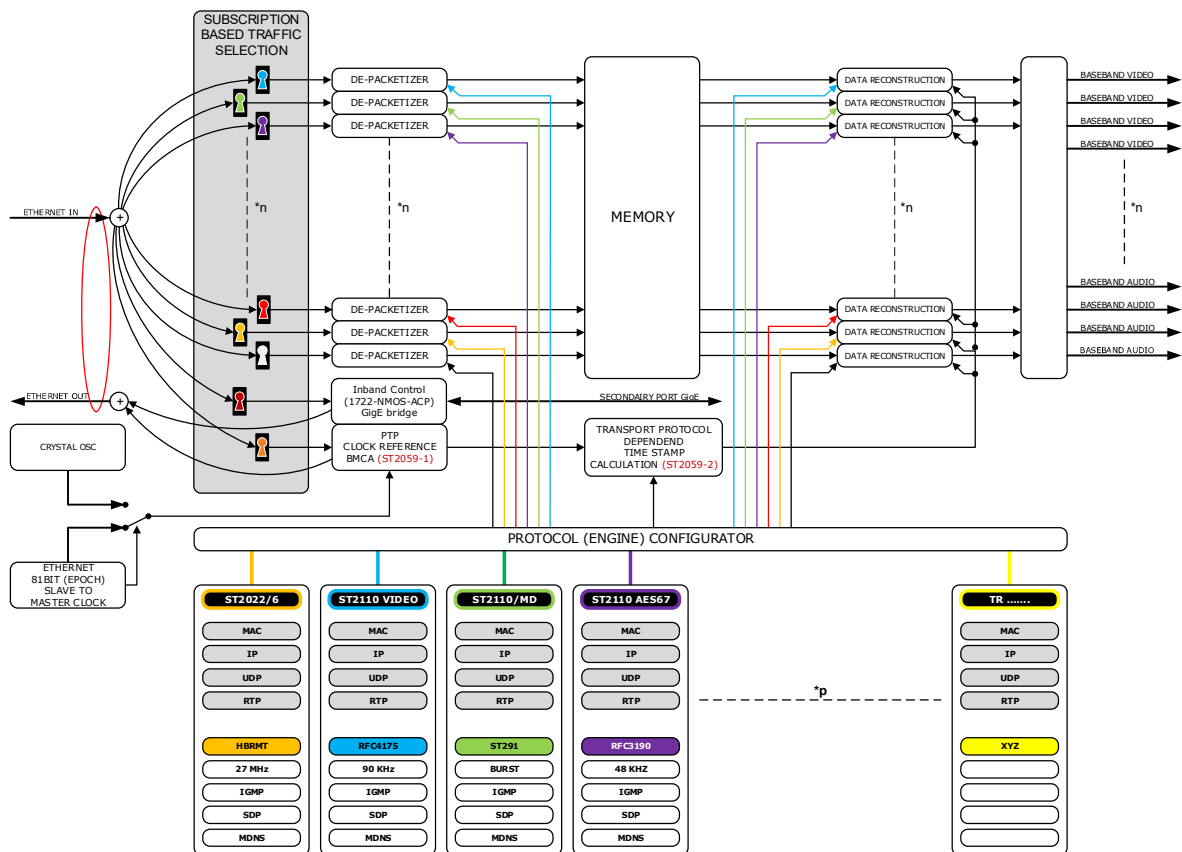 SUBSCRIPTION
BASED TRAFFIC
SELECTION
DE-PACKETIZER
DE-PACKETIZER
DE-PACKETIZER
*n
*n
MEMORY
DATA RECONSTRUCTION
DATA RECONSTRUCTION
DATA RECONSTRUCTION
*n
BASEBAND VIDEO
BASEBAND VIDEO
BASEBAND VIDEO
BASEBAND VIDEO
*n
ETHERNET IN
+
DE-PACKETIZER
DE-PACKETIZER
DE-PACKETIZER
DATA RECONSTRUCTION
DATA RECONSTRUCTION
DATA RECONSTRUCTION
BASEBAND AUDIO
BASEBAND AUDIO
BASEBAND AUDIO
BASEBAND AUDIO
ETHERNET OUT
+
Inband Control
(1722-NMOS-ACP)
GigE bridge
SECONDAIRY PORT GigE
PTP
CLOCK REFERENCE
BMCA (ST2059-1)
TRANSPORT PROTOCOL
DEPENDEND
TIME STAMP
CALCULATION (ST2059-2)
CRYSTAL OSC
ETHERNET
81BIT (EPOCH)
SLAVE TO
MASTER CLOCK
PROTOCOL (ENGINE) CONFIGURATOR
ST2022/6
MAC
IP
UDP
RTP
HBRMT
27 MHz
IGMP
SDP
MDNS
ST2110 VIDEO
MAC
IP
UDP
RTP
RFC4175
90 KHz
IGMP
SDP
MDNS
ST2110/MD
MAC
IP
UDP
RTP
ST291
BURST
IGMP
SDP
MDNS
ST2110 AES67
MAC
IP
UDP
RTP
RFC3190
48 KHZ
IGMP
SDP
MDNS
*p
TR .......
MAC
IP
UDP
RTP
XYZ